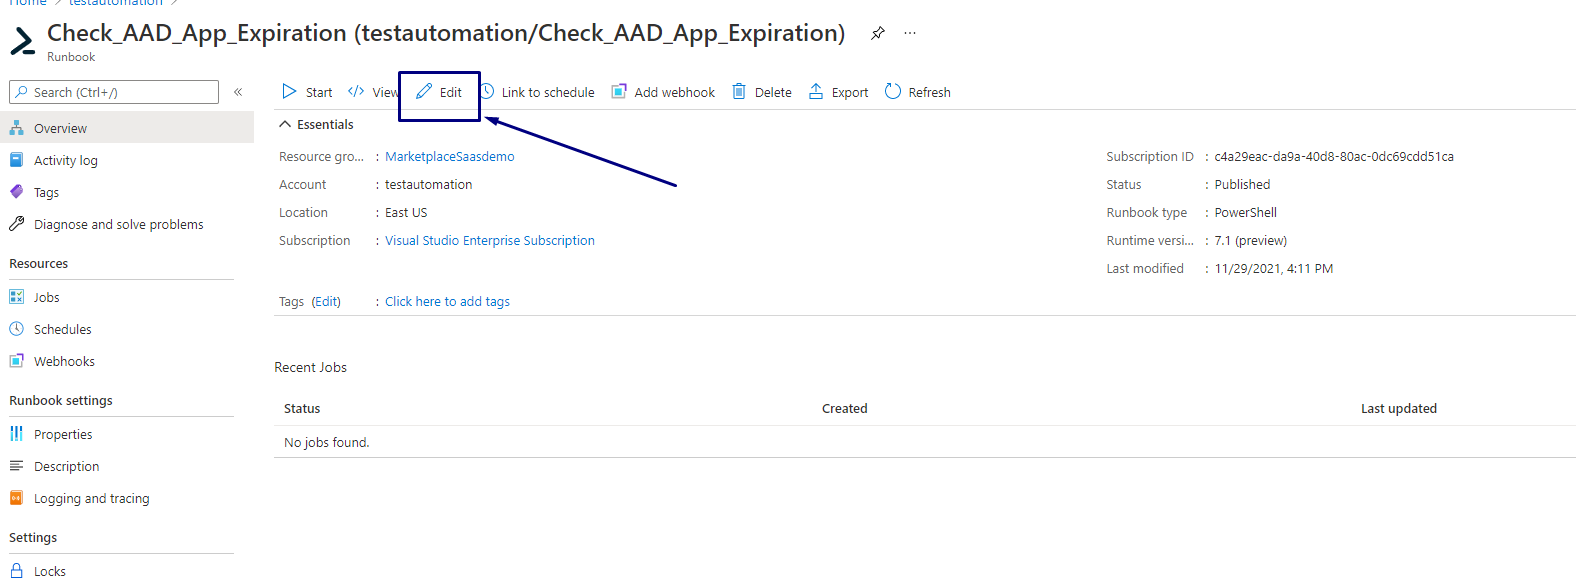 Home > testautomation >
Check_AAD_App_Expiration (testautomation/Check_AAD_App_Expiration) ...
Runbook
Search (Ctrl+/) «
Start View Edit Link to schedule Add webhook Delete Export Refresh
Overview
Activity log
Tags
Diagnose and solve problems
Resources
Jobs
Schedules
Webhooks
Runbook settings
Properties
Description
Logging and tracing
Settings
Locks
Essentials
Resource gro... : MarketplaceSaasdemo
Account : testautomation
Location : East US
Subscription : Visual Studio Enterprise Subscription
Subscription ID : c4a29eac-da9a-40d8-80ac-0dc69cdd51ca
Status : Published
Runbook type : PowerShell
Runtime versi... : 7.1 (preview)
Last modified : 11/29/2021, 4:11 PM
Tags (Edit) : Click here to add tags
Recent Jobs
Status Created Last updated
No jobs found.